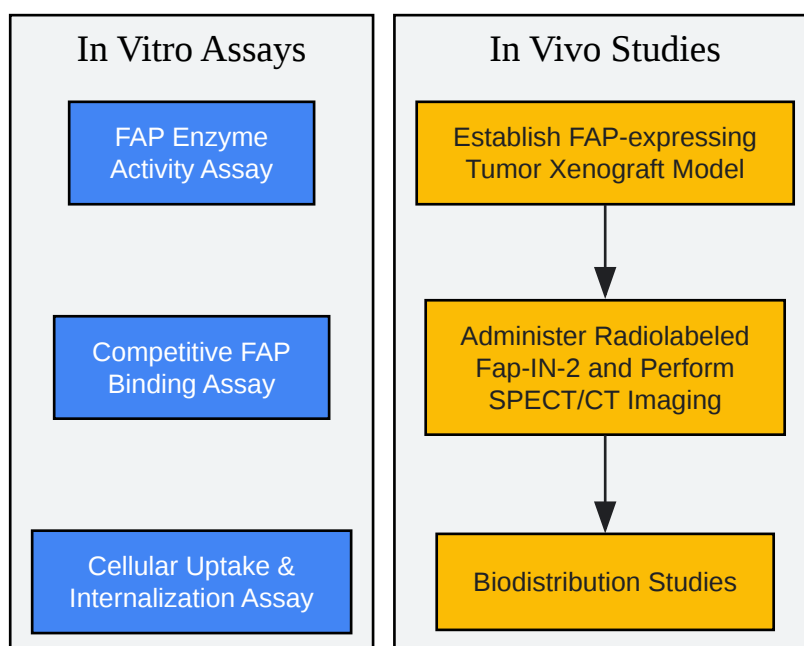 In Vitro Assays
FAP Enzyme
Activity Assay
Competitive FAP
Binding Assay
Cellular Uptake &
Internalization Assay
In Vivo Studies
Establish FAP-expressing
Tumor Xenograft Model
Administer Radiolabeled
Fap-IN-2 and Perform
SPECT/CT Imaging
Biodistribution Studies